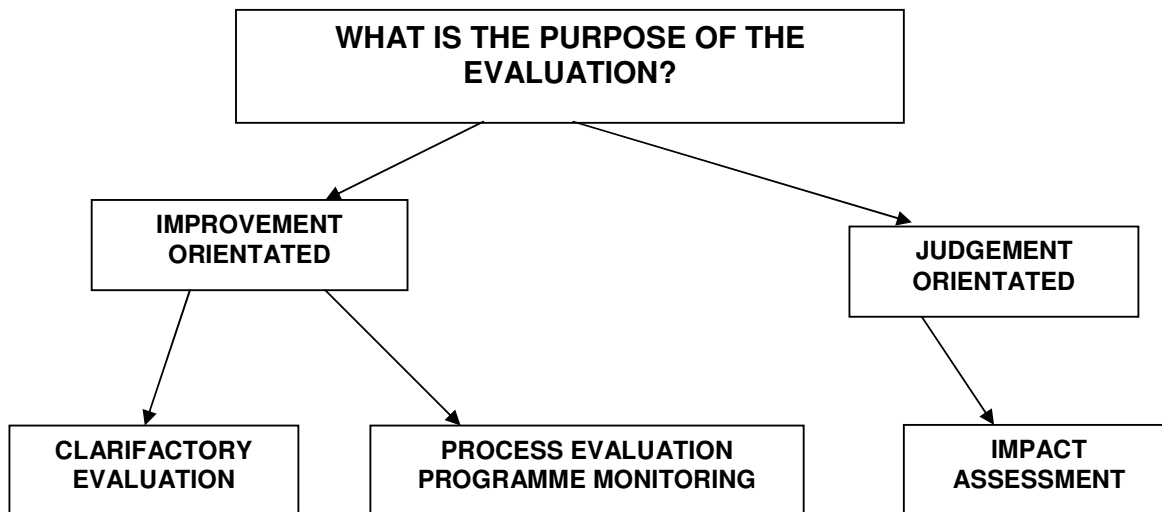 WHAT IS THE PURPOSE OF THE
EVALUATION?
IMPROVEMENT
ORIENTATED
JUDGEMENT
ORIENTATED
CLARIFACTORY
EVALUATION
PROCESS EVALUATION
PROGRAMME MONITORING
IMPACT
ASSESSMENT